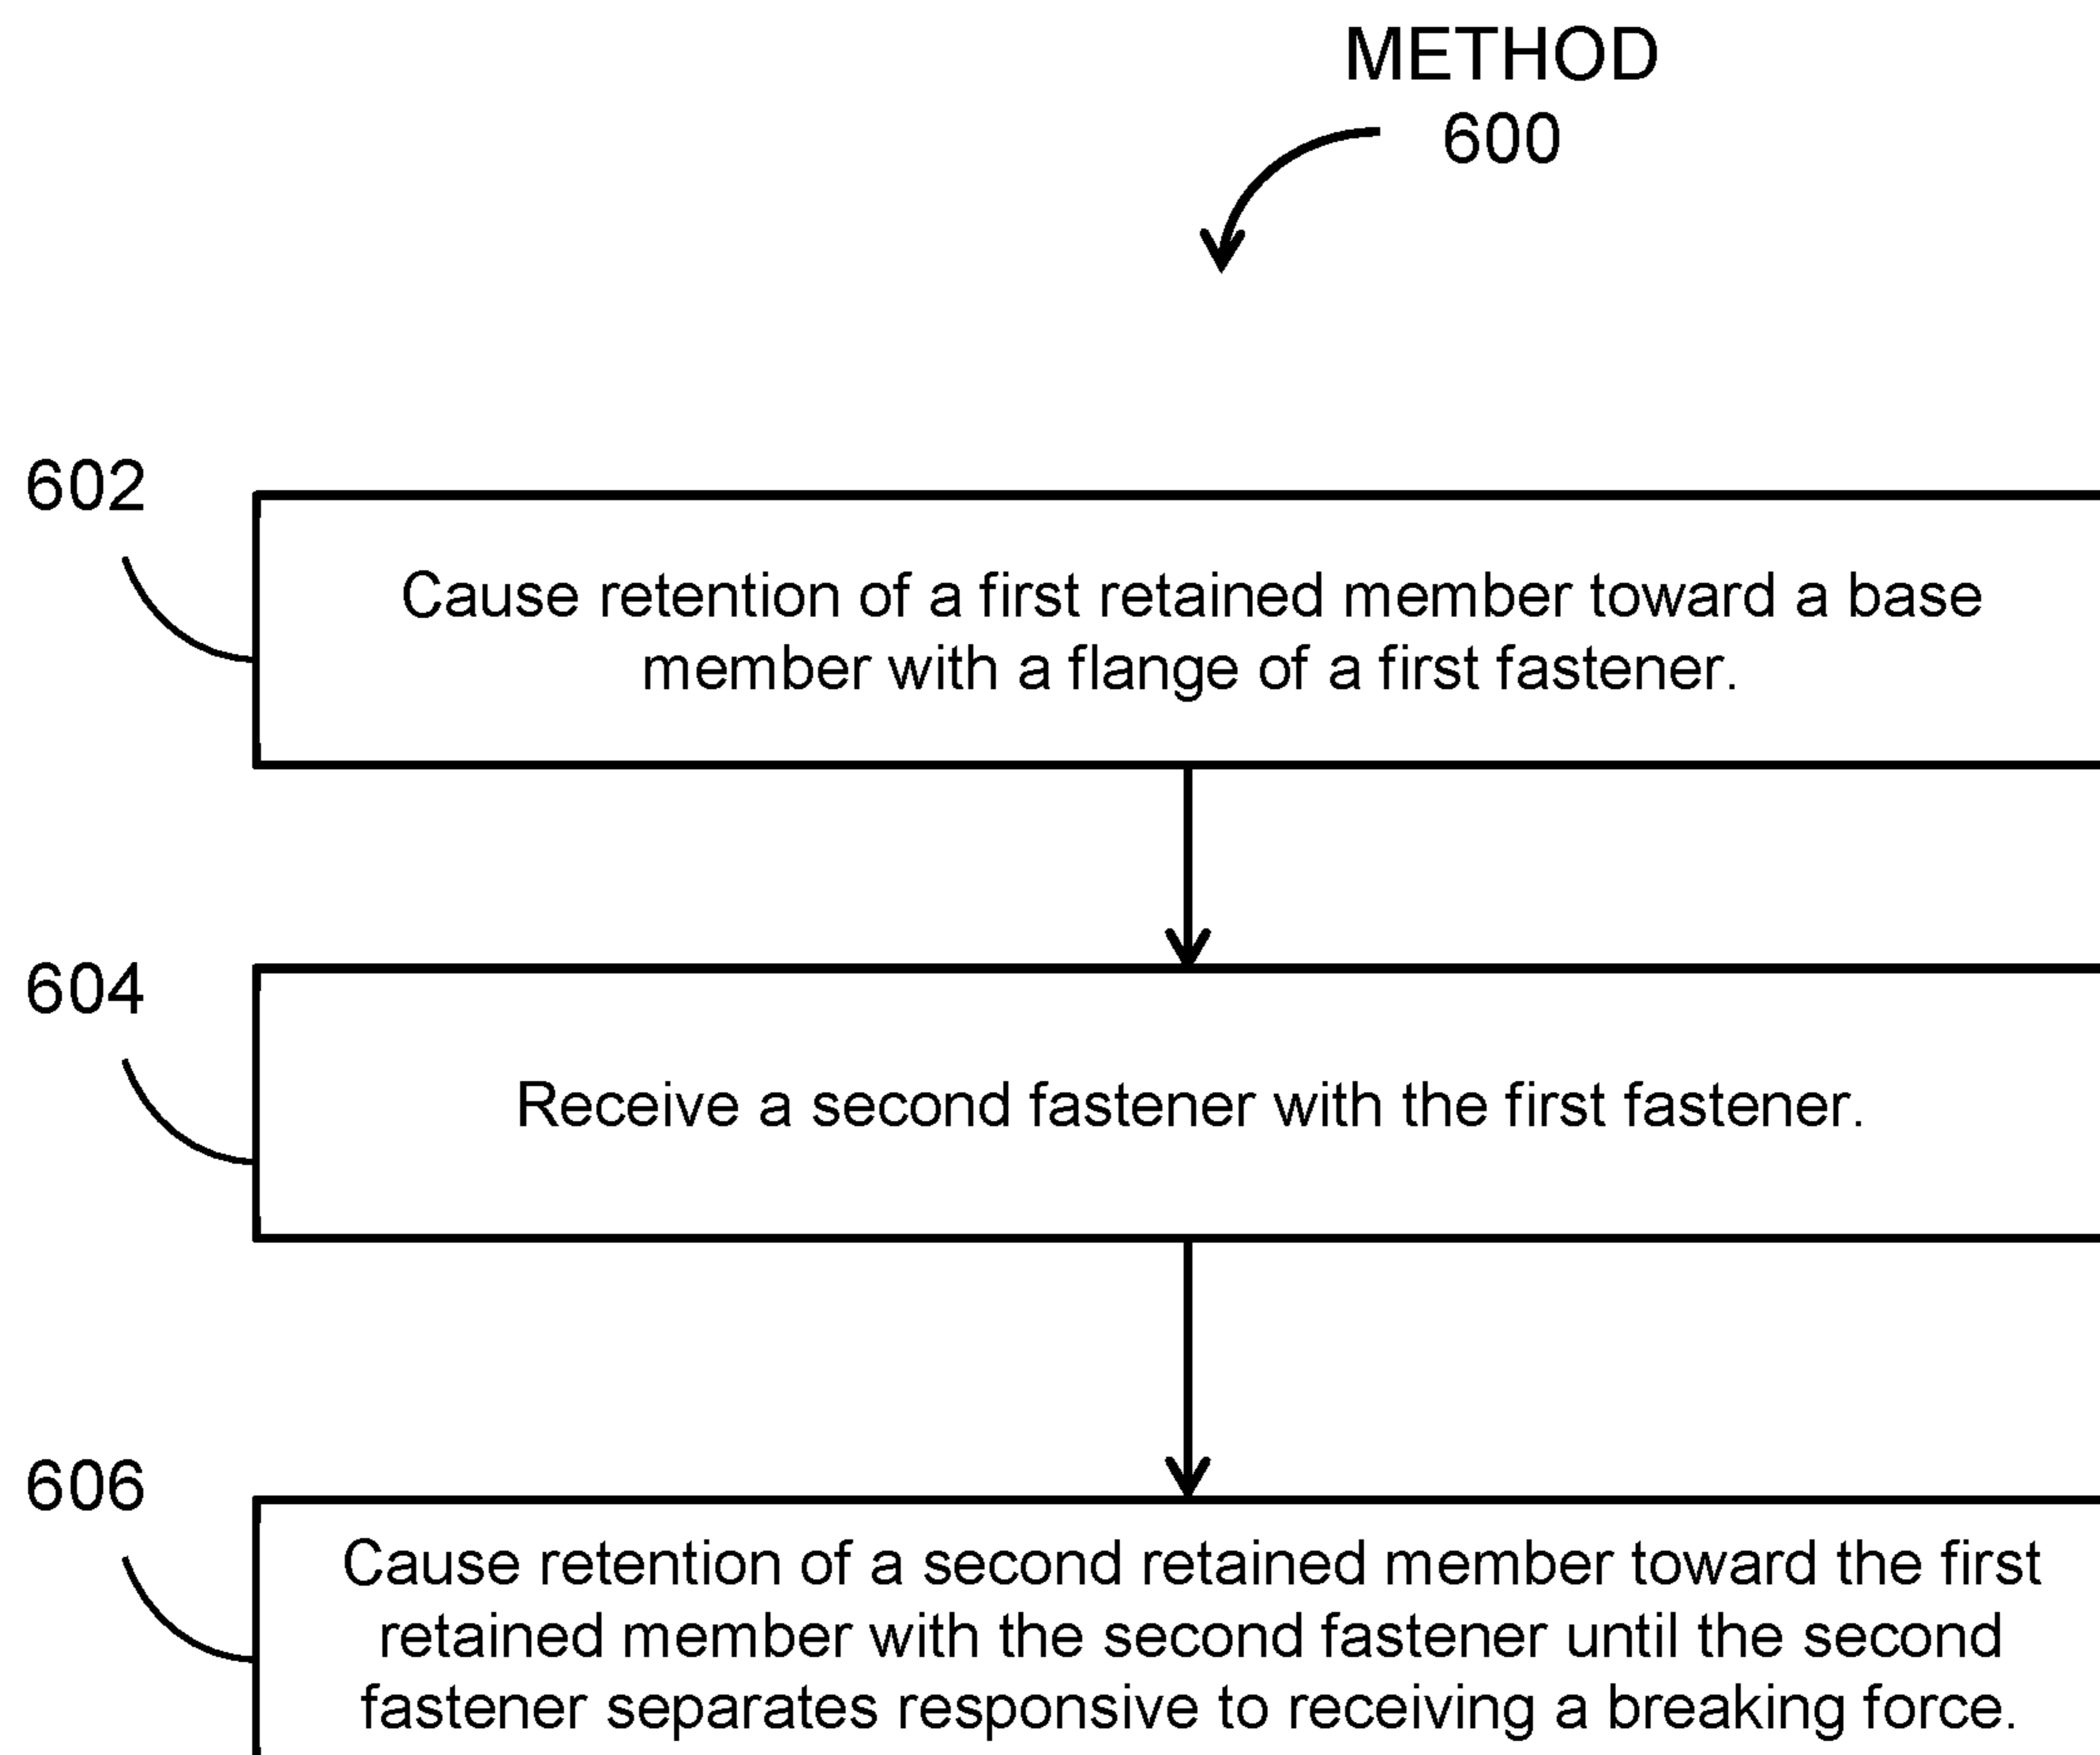 METHOD
600
602
Cause retention of a first retained member toward a base
member with a flange of a first fastener.
604
Receive a second fastener with the first fastener.
606
Cause retention of a second retained member toward the first
retained member with the second fastener until the second
fastener separates responsive to receiving a breaking force.